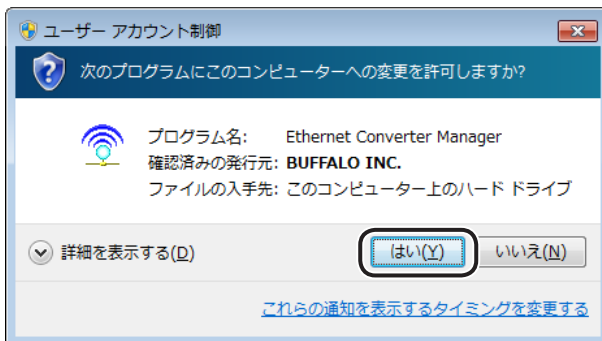 ユーザー アカウント制御
次のプログラムにこのコンピューターへの変更を許可しますか?
プログラム名: Ethernet Converter Manager
確認済みの発行元: BUFFALO INC.
ファイルの入手先: このコンピューター上のハード ドライブ
詳細を表示する(D) はい(Y) いいえ(N)
これらの通知を表示するタイミングを変更する